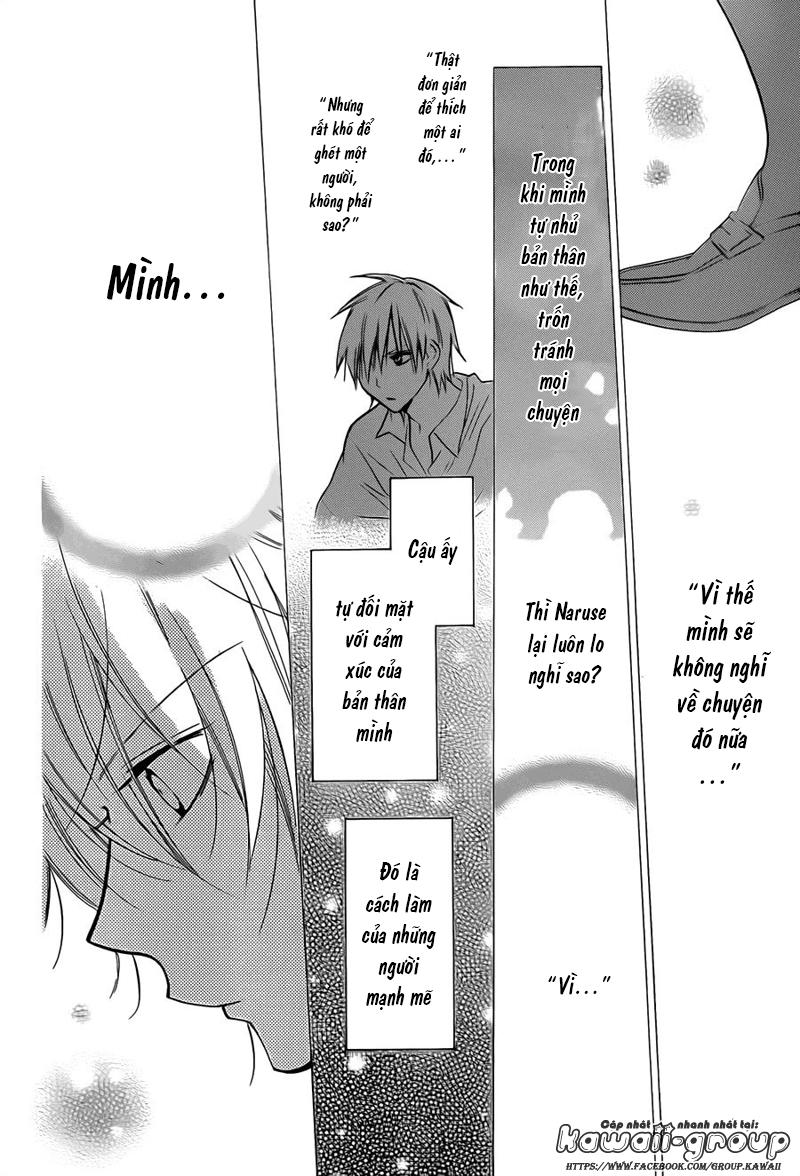 “Vì thế
mình sẽ
không nghĩ
về chuyện
đó nữa
...”
Trong
khi mình
tự nhủ
bản thân
như thế,
trốn
tránh
mọi
chuyện
Thì Naruse
lại luôn lo
nghĩ sao?
“Vì...”
“Thật
đơn giản
để thích
một ai
đó,...”
“Nhưng
rất khó để
ghét một
người,
không phải
sao?”
Cậu ấy
tự đối mặt
với cảm
xúc của
bản thân
mình
Đó là
cách làm
của những
người
mạnh mẽ
Mình...
Cập nhật nhanh nhất tại:
kawaii-group
HTTPS://WWW.FACEBOOK.COM/GROUP.KAWAII